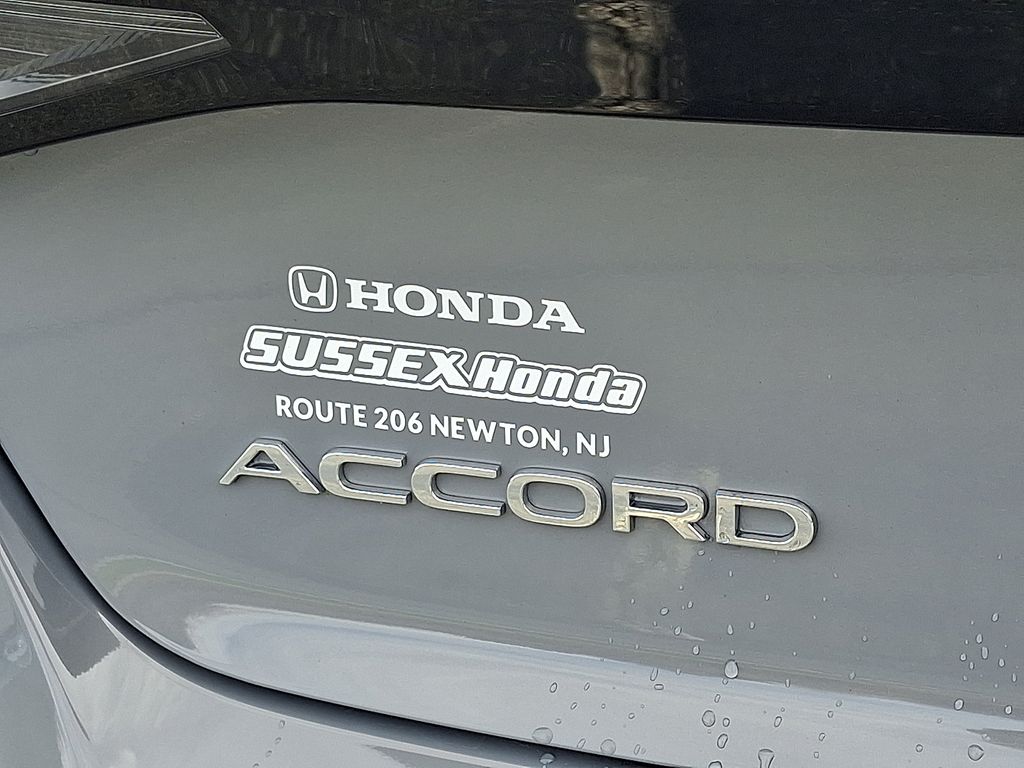 HONDA
SUSSEX Honda
ROUTE 206 NEWTON, NJ
ACCORD